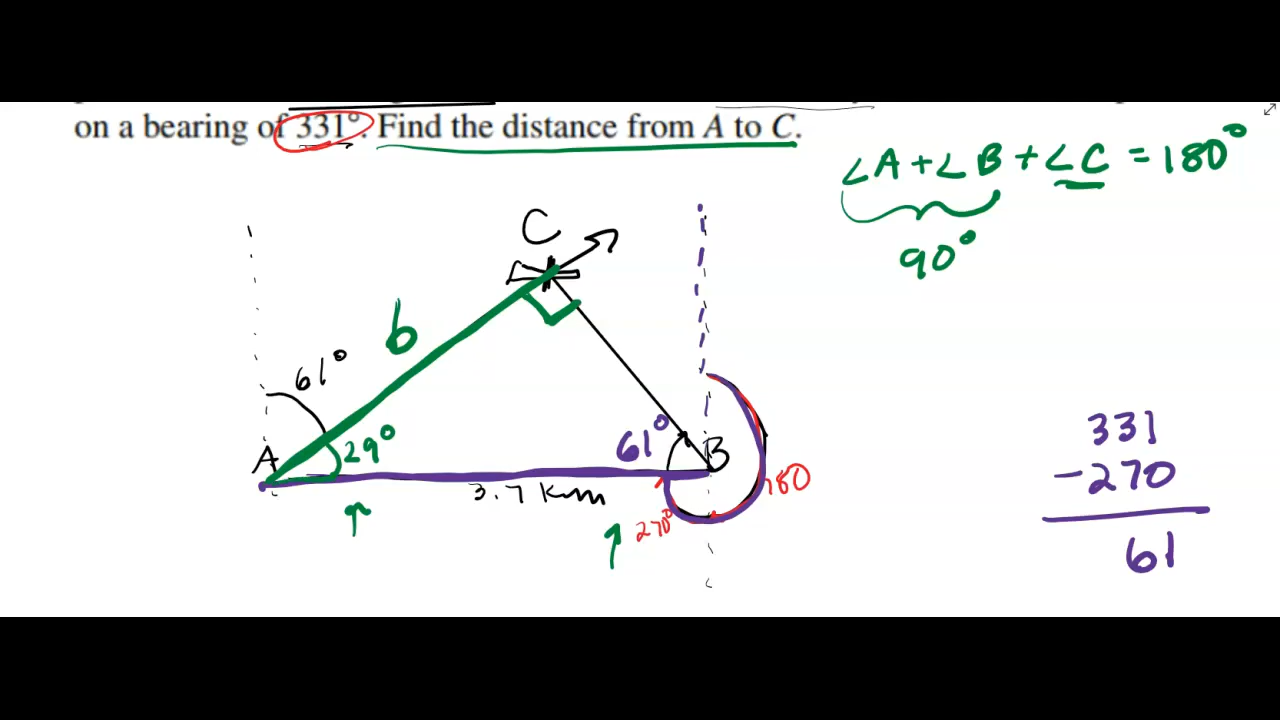 on a bearing of 331°. Find the distance from A to C.
∠A + ∠B + ∠C = 180°
90°
C
b
61°
A
29°
61°
B
3.7 km
270°
180
331
- 270
61